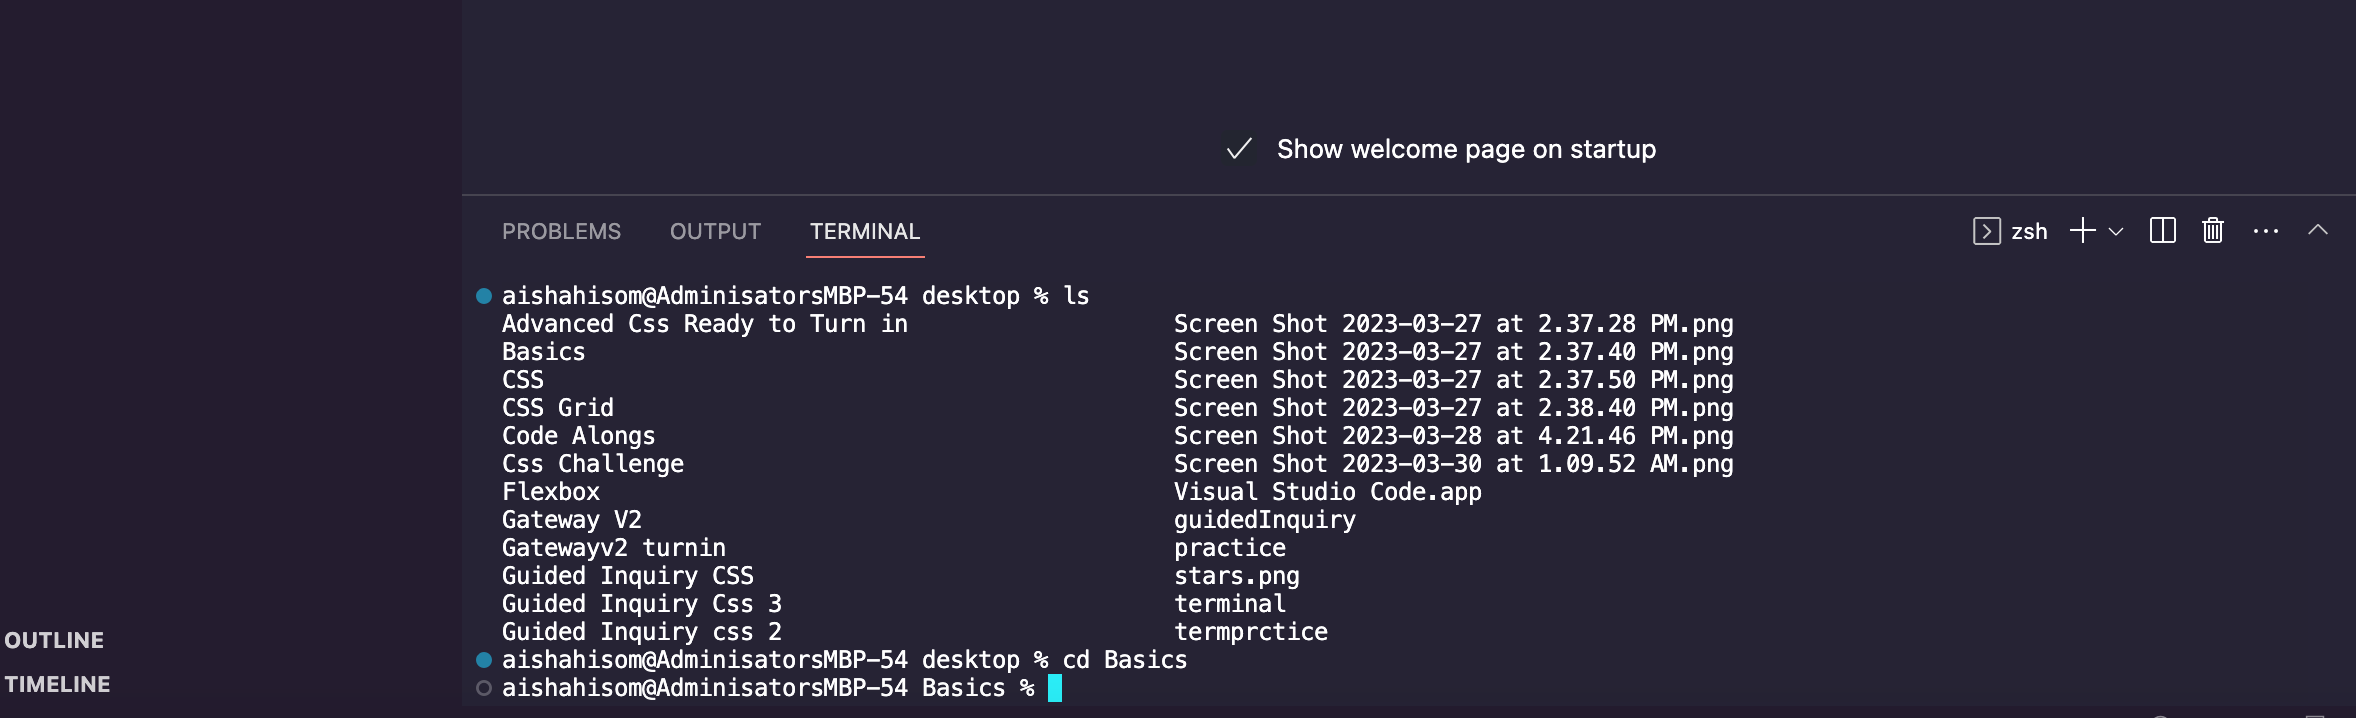 Show welcome page on startup
PROBLEMS OUTPUT TERMINAL zsh
aishahisom@AdminisatorsMBP-54 desktop % ls
Advanced Css Ready to Turn in Screen Shot 2023-03-27 at 2.37.28 PM.png
Basics Screen Shot 2023-03-27 at 2.37.40 PM.png
CSS Screen Shot 2023-03-27 at 2.37.50 PM.png
CSS Grid Screen Shot 2023-03-27 at 2.38.40 PM.png
Code Alongs Screen Shot 2023-03-28 at 4.21.46 PM.png
Css Challenge Screen Shot 2023-03-30 at 1.09.52 AM.png
Flexbox Visual Studio Code.app
Gateway V2 guidedInquiry
Gatewayv2 turnin practice
Guided Inquiry CSS stars.png
Guided Inquiry Css 3 terminal
Guided Inquiry css 2 termprctice
aishahisom@AdminisatorsMBP-54 desktop % cd Basics
aishahisom@AdminisatorsMBP-54 Basics %
OUTLINE
TIMELINE